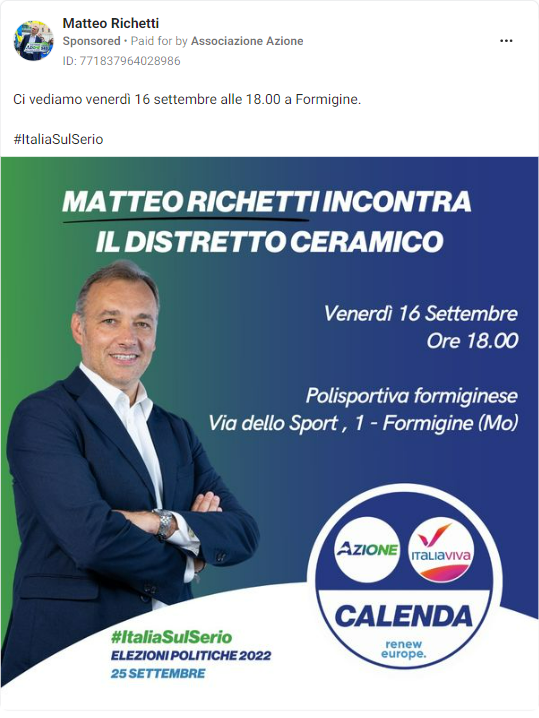 Matteo Richetti
Sponsored • Paid for by Associazione Azione
ID: 771837964028986
Ci vediamo venerdì 16 settembre alle 18.00 a Formigine.
#ItaliaSulSerio
MATTEO RICHETTI INCONTRA
IL DISTRETTO CERAMICO
Venerdì 16 Settembre
Ore 18.00
Polisportiva formiginese
Via dello Sport , 1 - Formigine (Mo)
AZIONE
ITALIAVIVA
CALENDA
renew
europe.
#ItaliaSulSerio
ELEZIONI POLITICHE 2022
25 SETTEMBRE